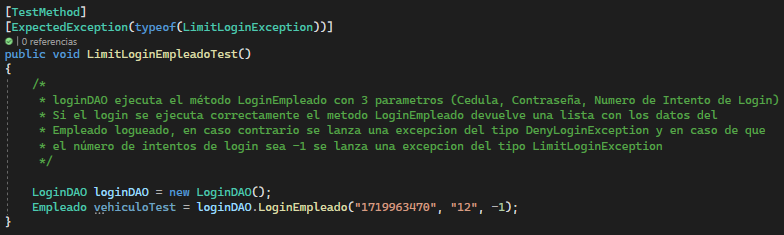 [TestMethod]
[ExpectedException(typeof(LimitLoginException))]
| 0 referencias
public void LimitLoginEmpleadoTest()
{
/*
* loginDAO ejecuta el método LoginEmpleado con 3 parametros (Cedula, Contraseña, Numero de Intento de Login)
* Si el login se ejecuta correctamente el metodo LoginEmpleado devuelve una lista con los datos del
* Empleado logueado, en caso contrario se lanza una excepcion del tipo DenyLoginException y en caso de que
* el número de intentos de login sea -1 se lanza una excepcion del tipo LimitLoginException
*/
LoginDAO loginDAO = new LoginDAO();
Empleado vehiculoTest = loginDAO.LoginEmpleado("1719963470", "12", -1);
}